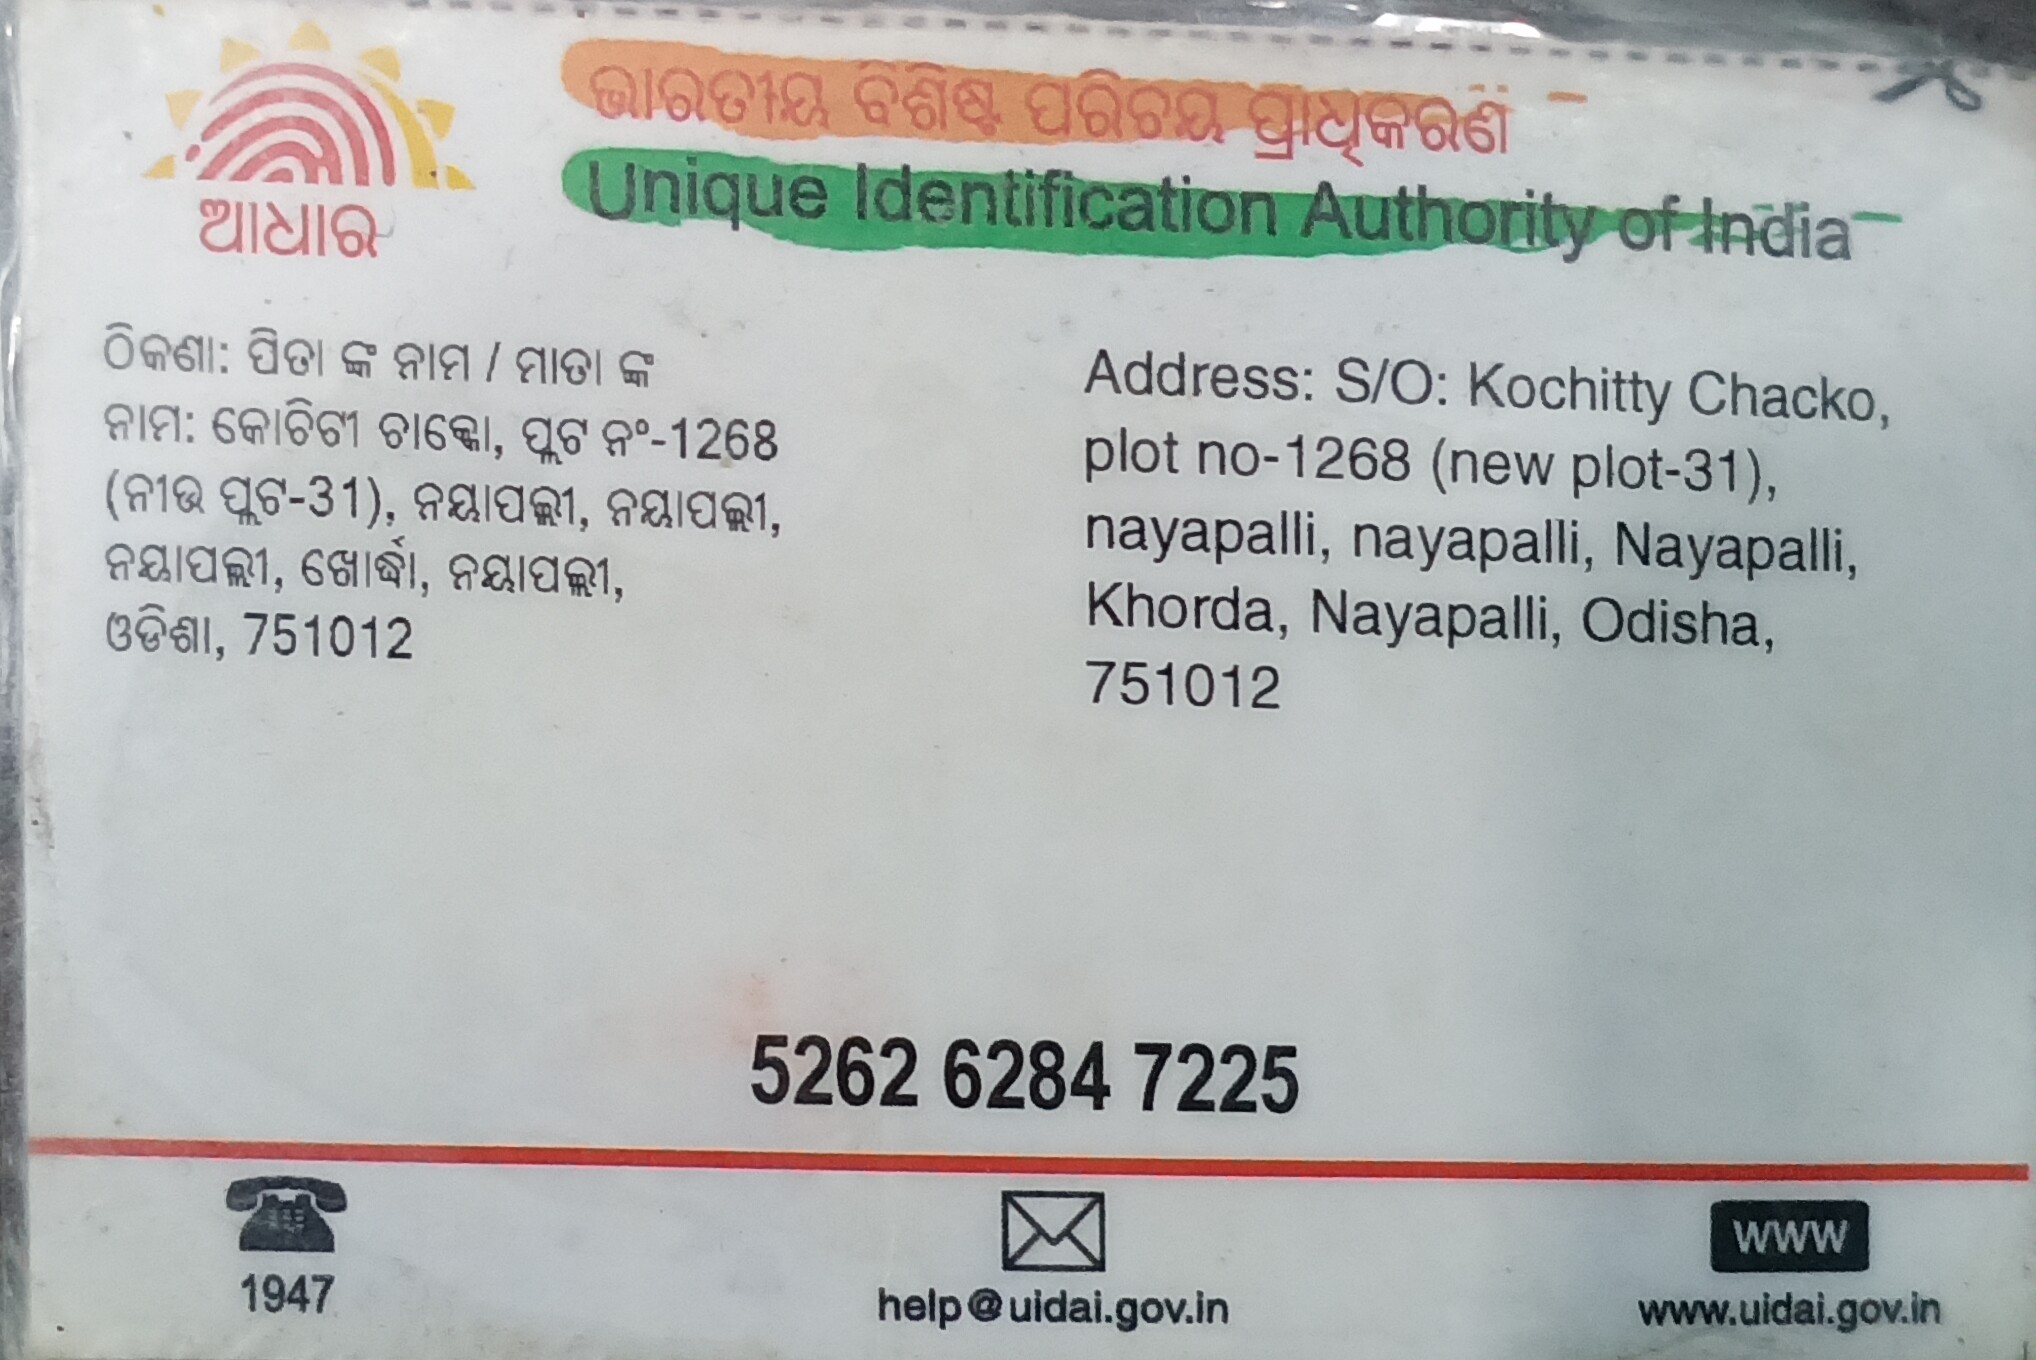 ଭାରତୀୟ ବିଶିଷ୍ଟ ପରିଚୟ ପ୍ରାଧିକରଣ
Unique Identification Authority of India
ଆଧାର
ଠିକଣା: ପିତା ଙ୍କ ନାମ / ମାତା ଙ୍କ
ନାମ: କୋଚିଟୀ ଚାକ୍କୋ, ପ୍ଲଟ ନଂ-1268
(ନୀଉ ପ୍ଲଟ-31), ନୟାପଲ୍ଲୀ, ନୟାପଲ୍ଲୀ,
ନୟାପଲ୍ଲୀ, ଖୋର୍ଦ୍ଧା, ନୟାପଲ୍ଲୀ,
ଓଡିଶା, 751012
Address: S/O: Kochitty Chacko,
plot no-1268 (new plot-31),
nayapalli, nayapalli, Nayapalli,
Khorda, Nayapalli, Odisha,
751012
5262 6284 7225
1947
help@uidai.gov.in
www
www.uidai.gov.in